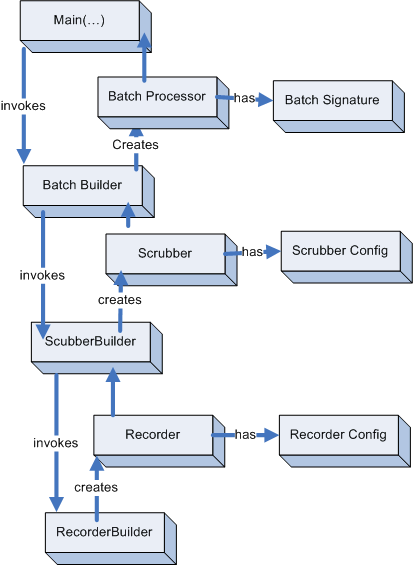 Main(…)
invokes
Batch Processor
has
Batch Signature
Creates
Batch Builder
Scrubber
has
Scrubber Config
invokes
creates
ScubberBuilder
Recorder
has
Recorder Config
invokes
creates
RecorderBuilder